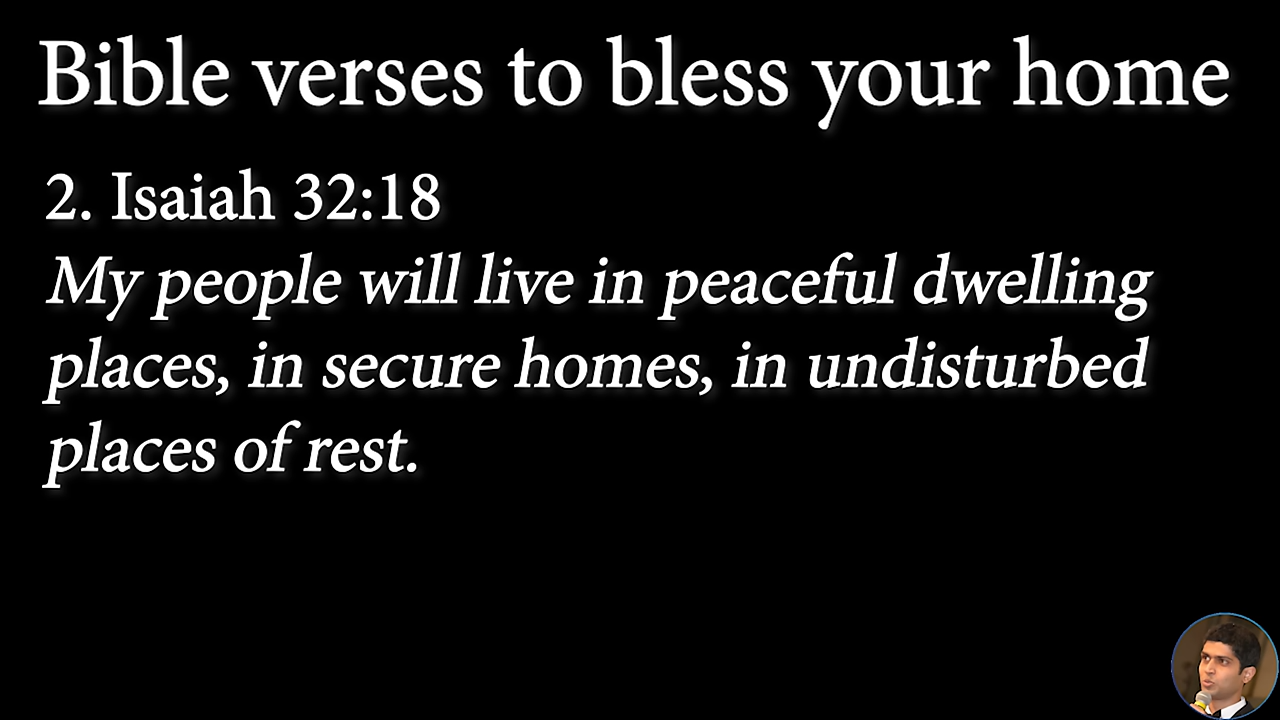 Bible verses to bless your home
2. Isaiah 32:18
My people will live in peaceful dwelling
places, in secure homes, in undisturbed
places of rest.